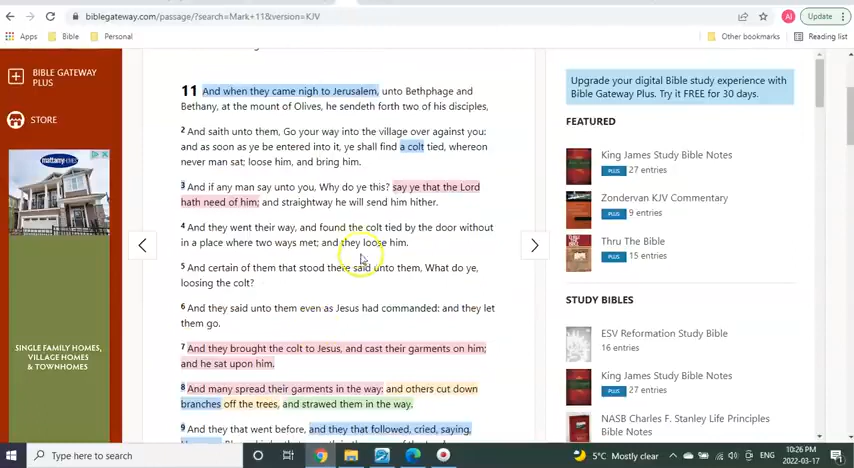 biblegateway.com/passage/?search=Mark+11&version=KJV
AI
Update
Apps
Bible
Personal
Other bookmarks
Reading list
BIBLE GATEWAY
PLUS
STORE
mattamyHOMES
SINGLE FAMILY HOMES,
VILLAGE HOMES
& TOWNHOMES
11 And when they came nigh to Jerusalem, unto Bethphage and
Bethany, at the mount of Olives, he sendeth forth two of his disciples,
2 And saith unto them, Go your way into the village over against you:
and as soon as ye be entered into it, ye shall find a colt tied, whereon
never man sat; loose him, and bring him.
3 And if any man say unto you, Why do ye this? say ye that the Lord
hath need of him; and straightway he will send him hither.
4 And they went their way, and found the colt tied by the door without
in a place where two ways met; and they loose him.
5 And certain of them that stood there said unto them, What do ye,
loosing the colt?
6 And they said unto them even as Jesus had commanded: and they let
them go.
7 And they brought the colt to Jesus, and cast their garments on him;
and he sat upon him.
8 And many spread their garments in the way: and others cut down
branches off the trees, and strawed them in the way.
9 And they that went before, and they that followed, cried, saying,
Upgrade your digital Bible study experience with
Bible Gateway Plus. Try it FREE for 30 days.
FEATURED
King James Study Bible Notes
PLUS 27 entries
Zondervan KJV Commentary
PLUS 9 entries
Thru The Bible
PLUS 15 entries
STUDY BIBLES
ESV Reformation Study Bible
16 entries
King James Study Bible Notes
PLUS 27 entries
NASB Charles F. Stanley Life Principles
Bible Notes
Type here to search
5°C Mostly clear
ENG
10:26 PM
2022-03-17